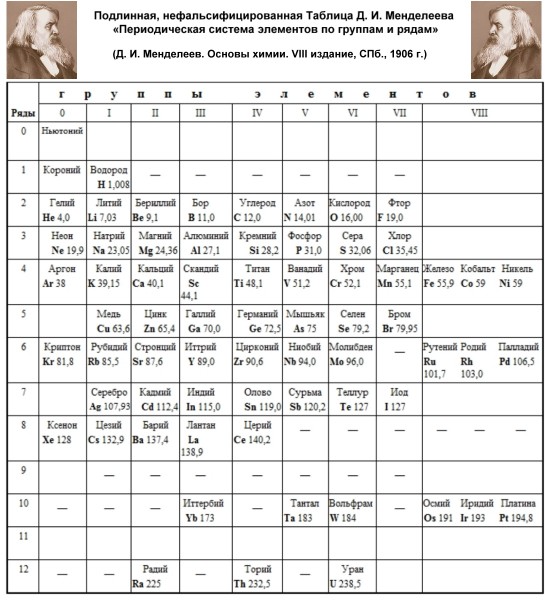 Подлинная, нефальсифицированная Таблица Д. И. Менделеева
«Периодическая система элементов по группам и рядам»
(Д. И. Менделеев. Основы химии. VIII издание, СПб., 1906 г.)
г р у п п ы э л е м е н т о в
Ряды 0 I II III IV V VI VII VIII
0 Ньютоний
1 Короний Водород — — — — — —
H 1,008
2 Гелий Литий Бериллий Бор Углерод Азот Кислород Фтор
He 4,0 Li 7,03 Be 9,1 B 11,0 C 12,0 N 14,01 O 16,00 F 19,0
3 Неон Натрий Магний Алюминий Кремний Фосфор Сера Хлор
Ne 19,9 Na 23,05 Mg 24,36 Al 27,1 Si 28,2 P 31,0 S 32,06 Cl 35,45
4 Аргон Калий Кальций Скандий Титан Ванадий Хром Марганец Железо Кобальт Никель
Ar 38 K 39,15 Ca 40,1 Sc Ti 48,1 V 51,2 Cr 52,1 Mn 55,1 Fe 55,9 Co 59 Ni 59
44,1
5 Медь Цинк Галлий Германий Мышьяк Селен Бром
Cu 63,6 Zn 65,4 Ga 70,0 Ge 72,5 As 75 Se 79,2 Br 79,95
6 Криптон Рубидий Стронций Иттрий Цирконий Ниобий Молибден — Рутений Родий Палладий
Kr 81,8 Rb 85,5 Sr 87,6 Y 89,0 Zr 90,6 Nb 94,0 Mo 96,0 Ru Rh Pd 106,5
101,7 103,0
7 Серебро Кадмий Индий Олово Сурьма Теллур Иод
Ag 107,93 Cd 112,4 In 115,0 Sn 119,0 Sb 120,2 Te 127 I 127
8 Ксенон Цезий Барий Лантан Церий — — — — — —
Xe 128 Cs 132,9 Ba 137,4 La Ce 140,2
138,9
9 — — — — — — —
10 — — — Иттербий — Тантал Вольфрам — Осмий Иридий Платина
Yb 173 Ta 183 W 184 Os 191 Ir 193 Pt 194,8
11
12 — — Радий — Торий — Уран
Ra 225 Th 232,5 U 238,5